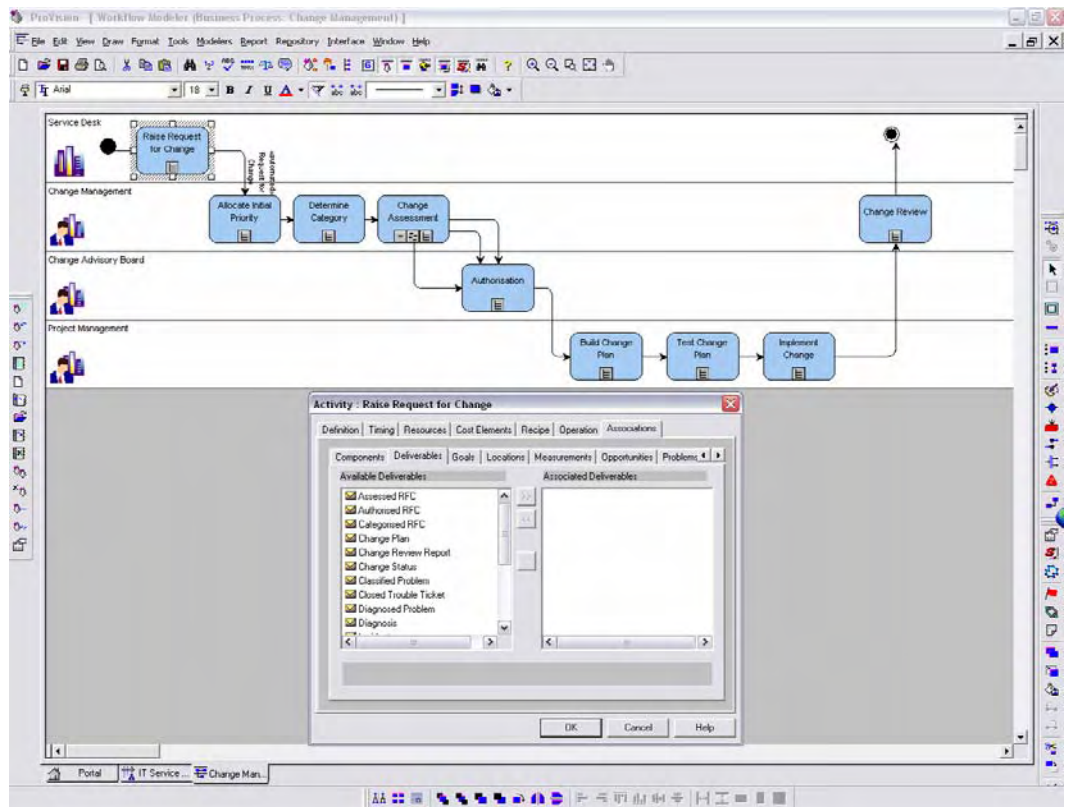 ProVision - [ Workflow Modeler (Business Process: Change Management) ]
File Edit View Draw Format Tools Modelers Report Repository Interface Window Help
Arial
18
B I U A
Service Desk
Raise Request
for Change
Request for
Change
Change Management
Allocate Initial
Priority
Determine
Category
Change
Assessment
Change Review
Change Advisory Board
Authorisation
Project Management
Build Change
Plan
Test Change
Plan
Implement
Change
Activity : Raise Request for Change
Definition Timing Resources Cost Elements Recipe Operation Associations
Components Deliverables Goals Locations Measurements Opportunities Problems
Available Deliverables
Associated Deliverables
Assessed RFC
Authorised RFC
Categorised RFC
Change Plan
Change Review Report
Change Status
Classified Problem
Closed Trouble Ticket
Diagnosed Problem
Diagnosis
>>
<<
OK Cancel Help
Portal IT Service ... Change Man...